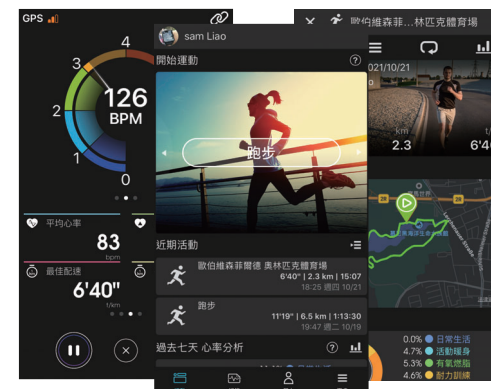 GPS
4
3
2
1
0
126
BPM
平均心率
83
bpm
最佳配速
6'40"
t/km
sam Liao
開始運動
跑步
近期活動
歐伯維森菲爾德 奧林匹克體育場
6'40" | 2.3 km | 15:07
18:25 週四 10/21
跑步
11'19" | 6.5 km | 1:13:30
19:47 週二 10/19
過去七天 心率分析
歐伯維森菲...林匹克體育場
021/10/21
km
2.3
t/
6'4
28
28
0.0% 日常生活
4.7% 活動暖身
5.3% 有氧燃脂
4.6% 耐力訓練